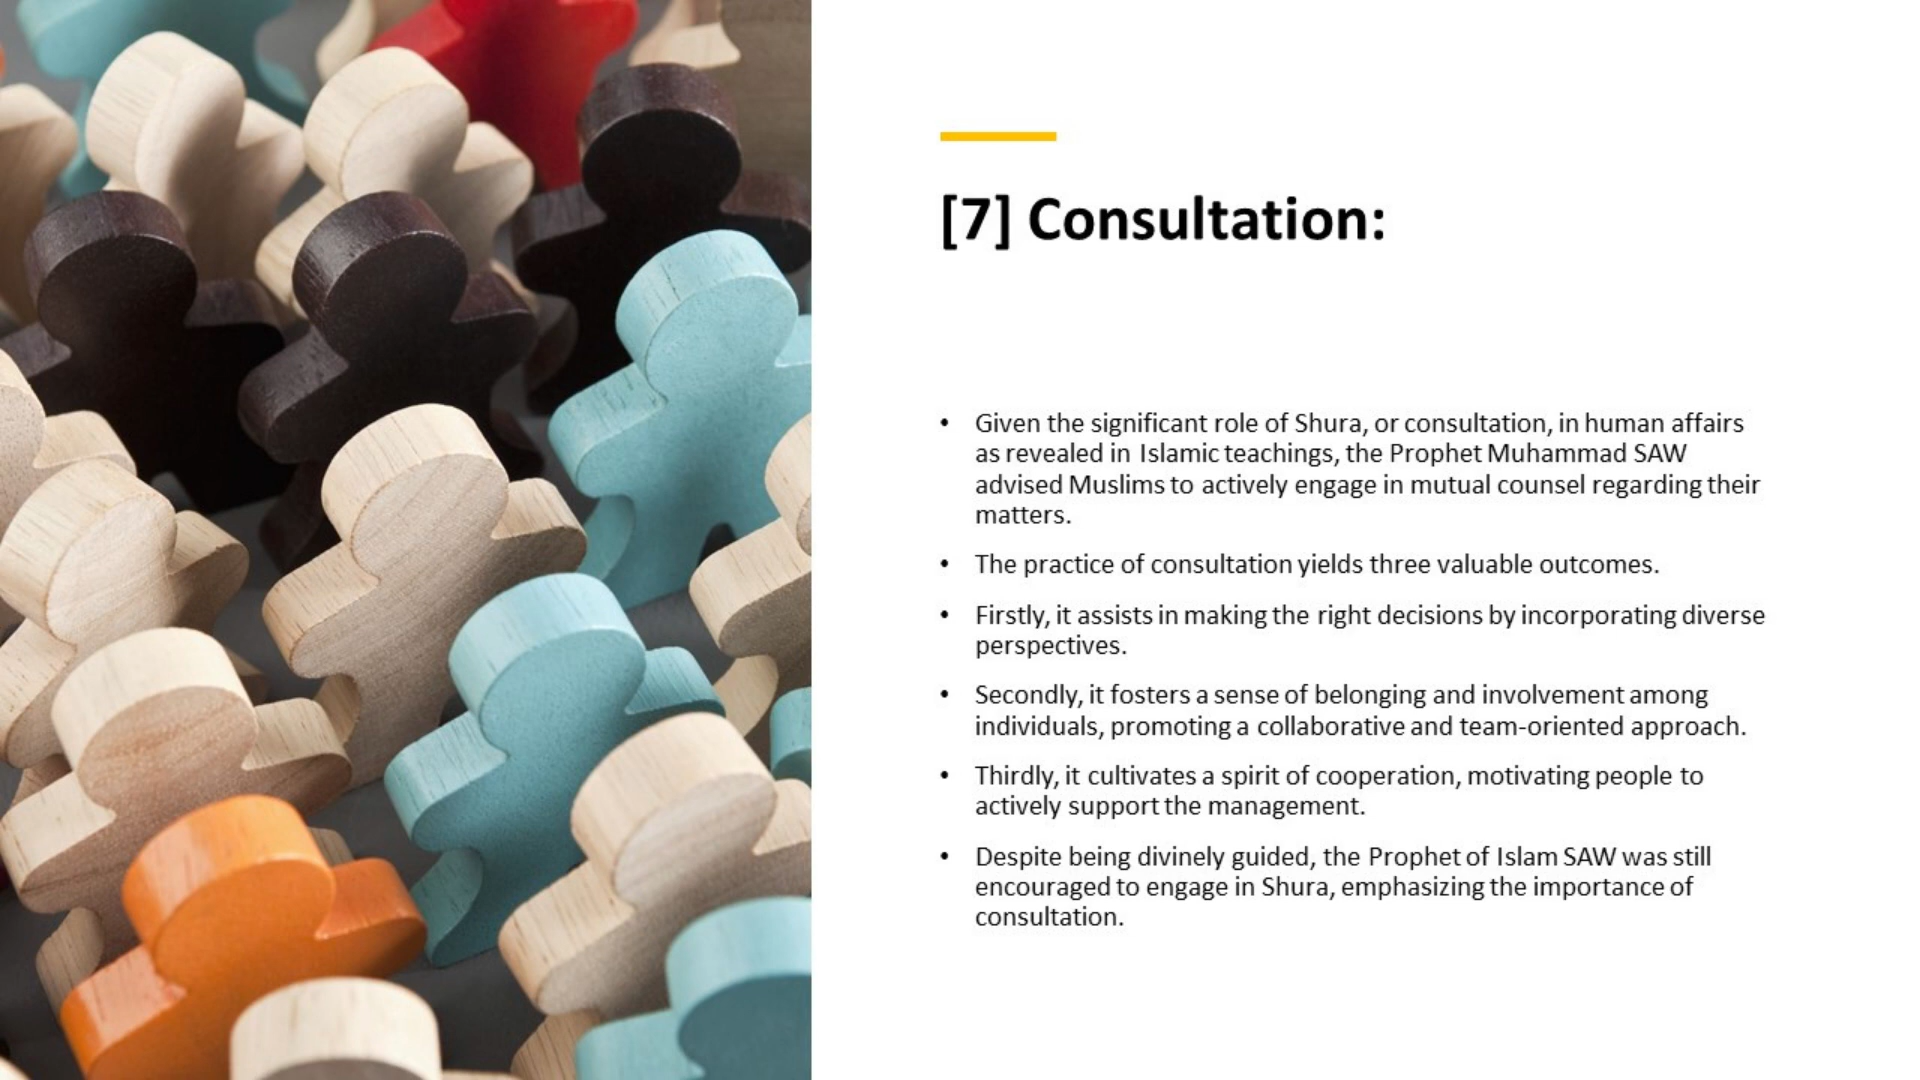 [7] Consultation:
• Given the significant role of Shura, or consultation, in human affairs
as revealed in Islamic teachings, the Prophet Muhammad SAW
advised Muslims to actively engage in mutual counsel regarding their
matters.
• The practice of consultation yields three valuable outcomes.
• Firstly, it assists in making the right decisions by incorporating diverse
perspectives.
• Secondly, it fosters a sense of belonging and involvement among
individuals, promoting a collaborative and team-oriented approach.
• Thirdly, it cultivates a spirit of cooperation, motivating people to
actively support the management.
• Despite being divinely guided, the Prophet of Islam SAW was still
encouraged to engage in Shura, emphasizing the importance of
consultation.